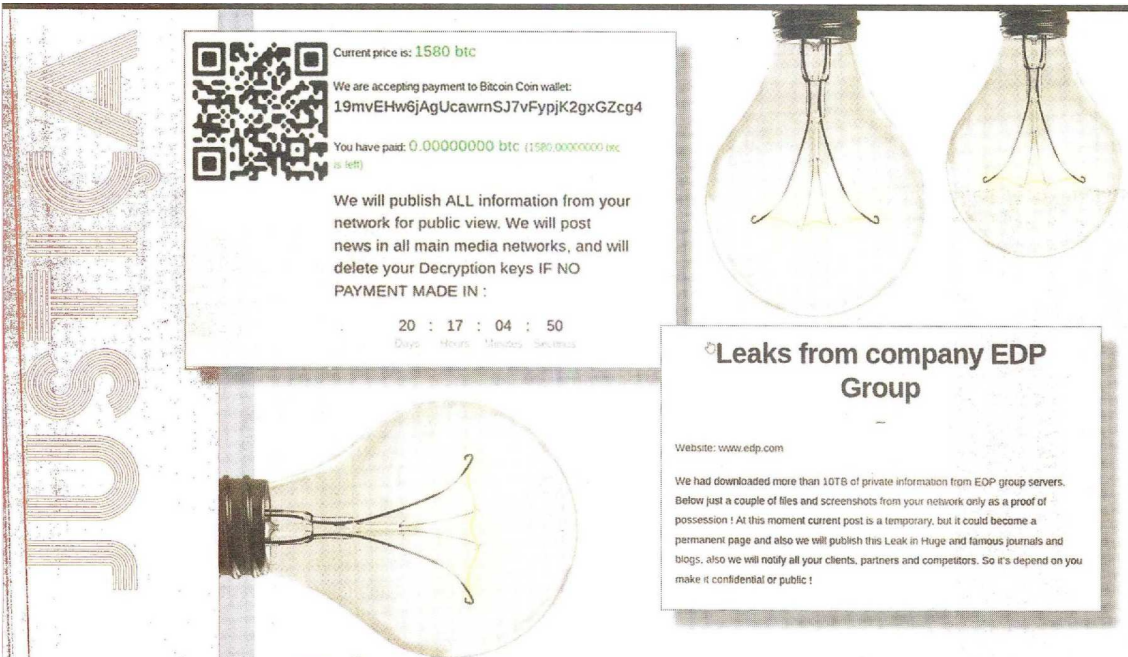 JUSTIÇA
Current price is: 1580 btc
We are accepting payment to Bitcoin Coin wallet:
19mvEHw6jAgUcawrnSJ7vFypjK2gxGZcg4
You have paid: 0.00000000 btc (1580.00000000 btc
is left)
We will publish ALL information from your
network for public view. We will post
news in all main media networks, and will
delete your Decryption keys IF NO
PAYMENT MADE IN :
20 : 17 : 04 : 50
Days Hours Minutes Seconds
Leaks from company EDP
Group
Website: www.edp.com
We had downloaded more than 10TB of private information from EDP group servers.
Below just a couple of files and screenshots from your network only as a proof of
possession ! At this moment current post is a temporary, but it could become a
permanent page and also we will publish this Leak in Huge and famous journals and
blogs, also we will notify all your clients, partners and competitors. So it's depend on you
make it confidential or public !